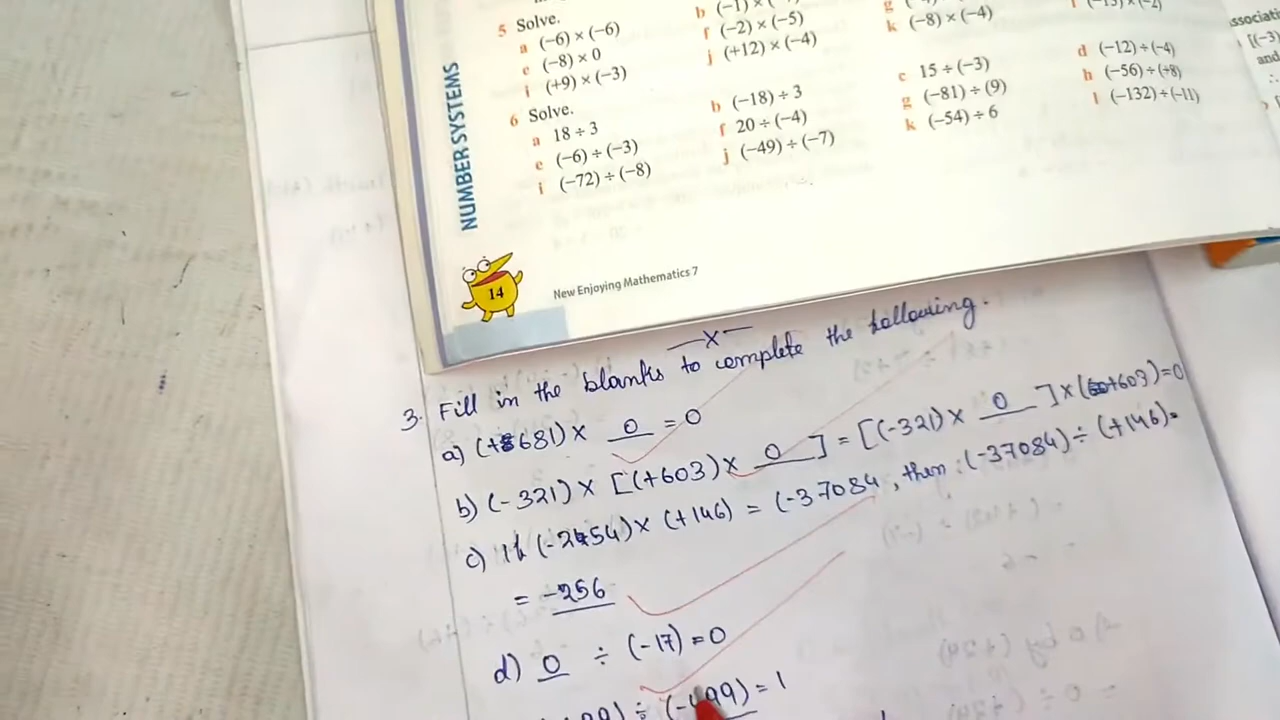 5 Solve.
a (−6) × (−6)
f (−2) × (−5)
k (−8) × (−4)
e (−8) × 0
j (+12) × (−4)
i (+9) × (−3)
6 Solve.
a 18 ÷ 3
b (−18) ÷ 3
c 15 ÷ (−3)
d (−12) ÷ (−4)
e (−6) ÷ (−3)
f 20 ÷ (−4)
g (−81) ÷ (9)
h (−56) ÷ (+8)
i (−72) ÷ (−8)
j (−49) ÷ (−7)
k (−54) ÷ 6
l (−132) ÷ (−11)
NUMBER SYSTEMS
14
New Enjoying Mathematics 7
—x—
3. Fill in the blanks to complete the following.
a) (+8681) × 0 = 0
b) (-321) × [(+603) × 0 ] = [(-321) × 0 ] × (+603) = 0
c) If (-254) × (+146) = (-37084, then : (-37084) ÷ (+146) =
= -256
d) 0 ÷ (-17) = 0
= 1